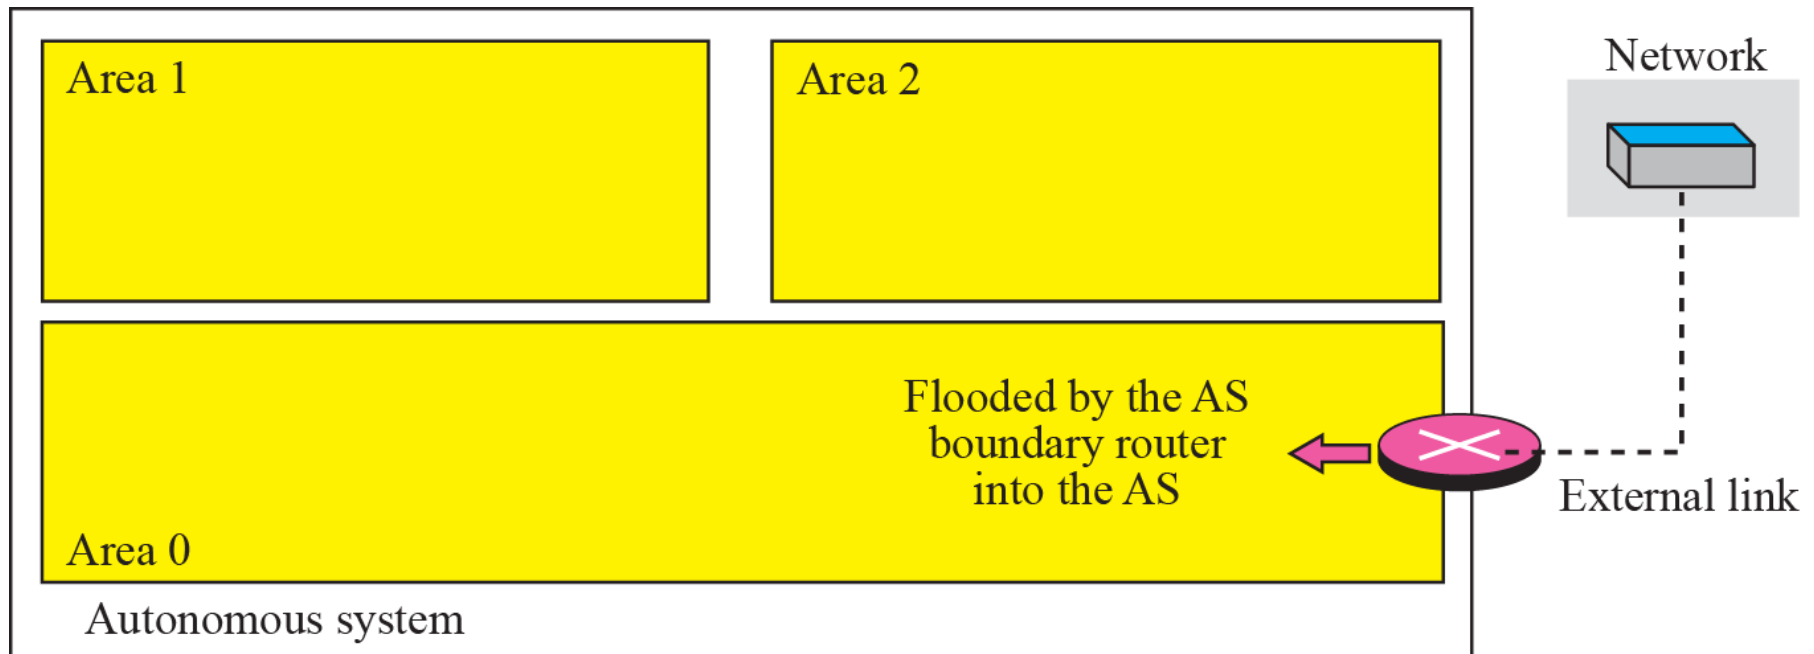 Area 1
Area 2
Network
Flooded by the AS
boundary router
into the AS
External link
Area 0
Autonomous system